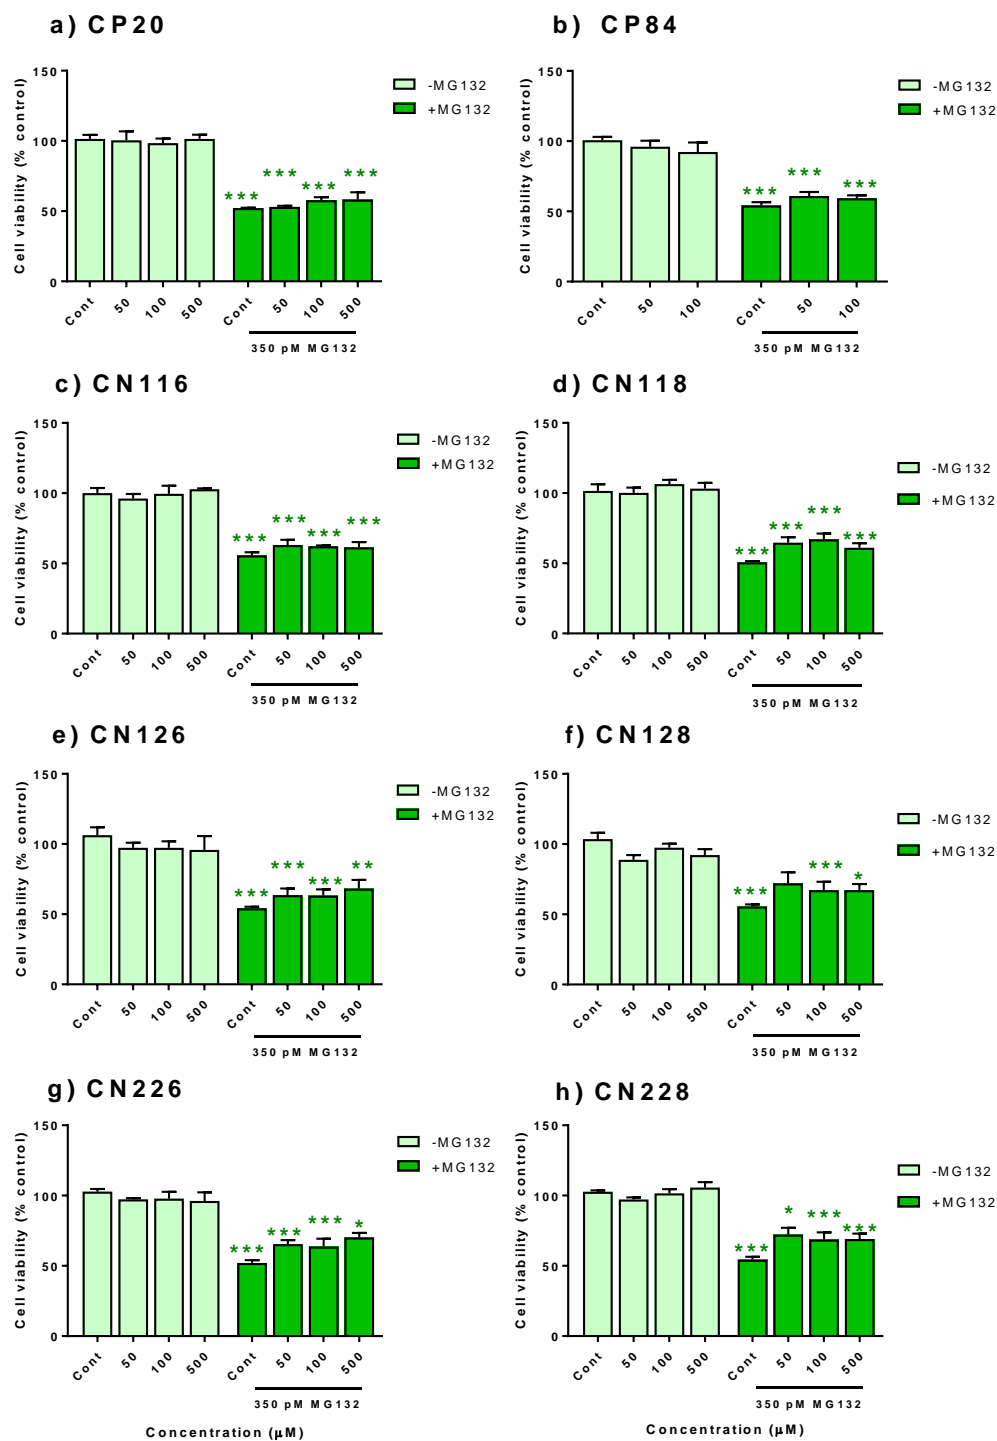 a) CP20
150
100
50
0
Cell viability (% control)
-MG132
+MG132
***
***
***
***
Cont
50
100
500
Cont
50
100
500
350 pM MG132
b) CP84
150
100
50
0
Cell viability (% control)
-MG132
+MG132
***
***
***
Cont
50
100
Cont
50
100
350 pM MG132
c) CN116
150
100
50
0
Cell viability (% control)
-MG132
+MG132
***
***
***
***
Cont
50
100
500
Cont
50
100
500
350 pM MG132
d) CN118
150
100
50
0
Cell viability (% control)
-MG132
+MG132
***
***
***
***
Cont
50
100
500
Cont
50
100
500
350 pM MG132
e) CN126
150
100
50
0
Cell viability (% control)
-MG132
+MG132
***
***
***
**
Cont
50
100
500
Cont
50
100
500
350 pM MG132
f) CN128
150
100
50
0
Cell viability (% control)
-MG132
+MG132
***
***
*
Cont
50
100
500
Cont
50
100
500
350 pM MG132
g) CN226
150
100
50
0
Cell viability (% control)
-MG132
+MG132
***
***
***
*
Cont
50
100
500
Cont
50
100
500
350 pM MG132
Concentration (µM)
h) CN228
150
100
50
0
Cell viability (% control)
-MG132
+MG132
***
*
***
***
Cont
50
100
500
Cont
50
100
500
350 pM MG132
Concentration (µM)